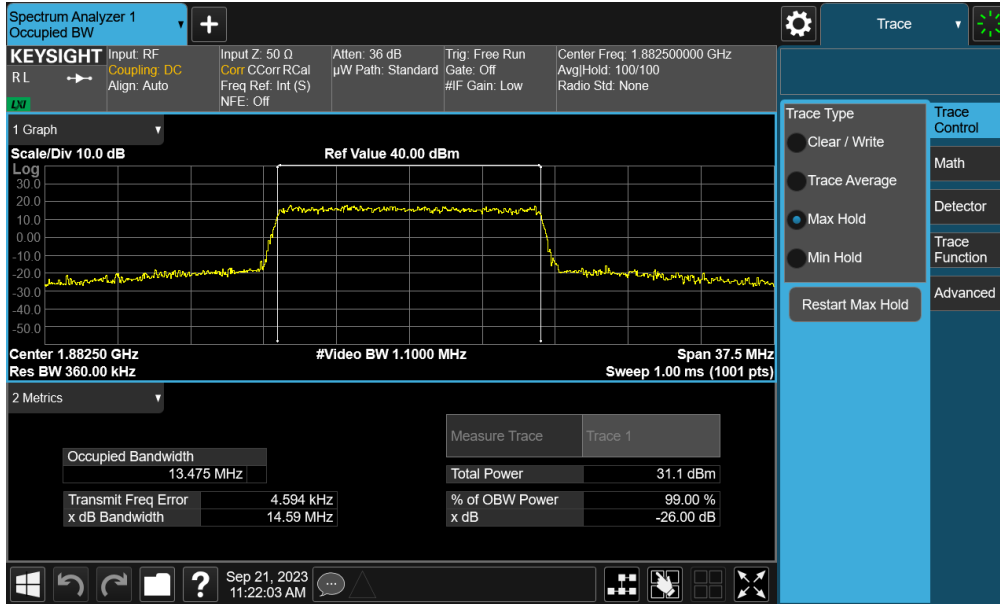 Spectrum Analyzer 1
Occupied BW
Trace
KEYSIGHT
R L
LXI
Input: RF
Coupling: DC
Align: Auto
Input Z: 50 Ω
Corr CCorr RCal
Freq Ref: Int (S)
NFE: Off
Atten: 36 dB
µW Path: Standard
Trig: Free Run
Gate: Off
#IF Gain: Low
Center Freq: 1.882500000 GHz
Avg|Hold: 100/100
Radio Std: None
1 Graph
Scale/Div 10.0 dB
Ref Value 40.00 dBm
Log
30.0
20.0
10.0
0.00
-10.0
-20.0
-30.0
-40.0
-50.0
Center 1.88250 GHz
#Video BW 1.1000 MHz
Span 37.5 MHz
Res BW 360.00 kHz
Sweep 1.00 ms (1001 pts)
2 Metrics
Measure Trace
Trace 1
Occupied Bandwidth
13.475 MHz
Total Power
31.1 dBm
Transmit Freq Error
4.594 kHz
% of OBW Power
99.00 %
x dB Bandwidth
14.59 MHz
x dB
-26.00 dB
Trace Type
Clear / Write
Trace Average
Max Hold
Min Hold
Restart Max Hold
Trace
Control
Math
Detector
Trace
Function
Advanced
?
Sep 21, 2023
11:22:03 AM